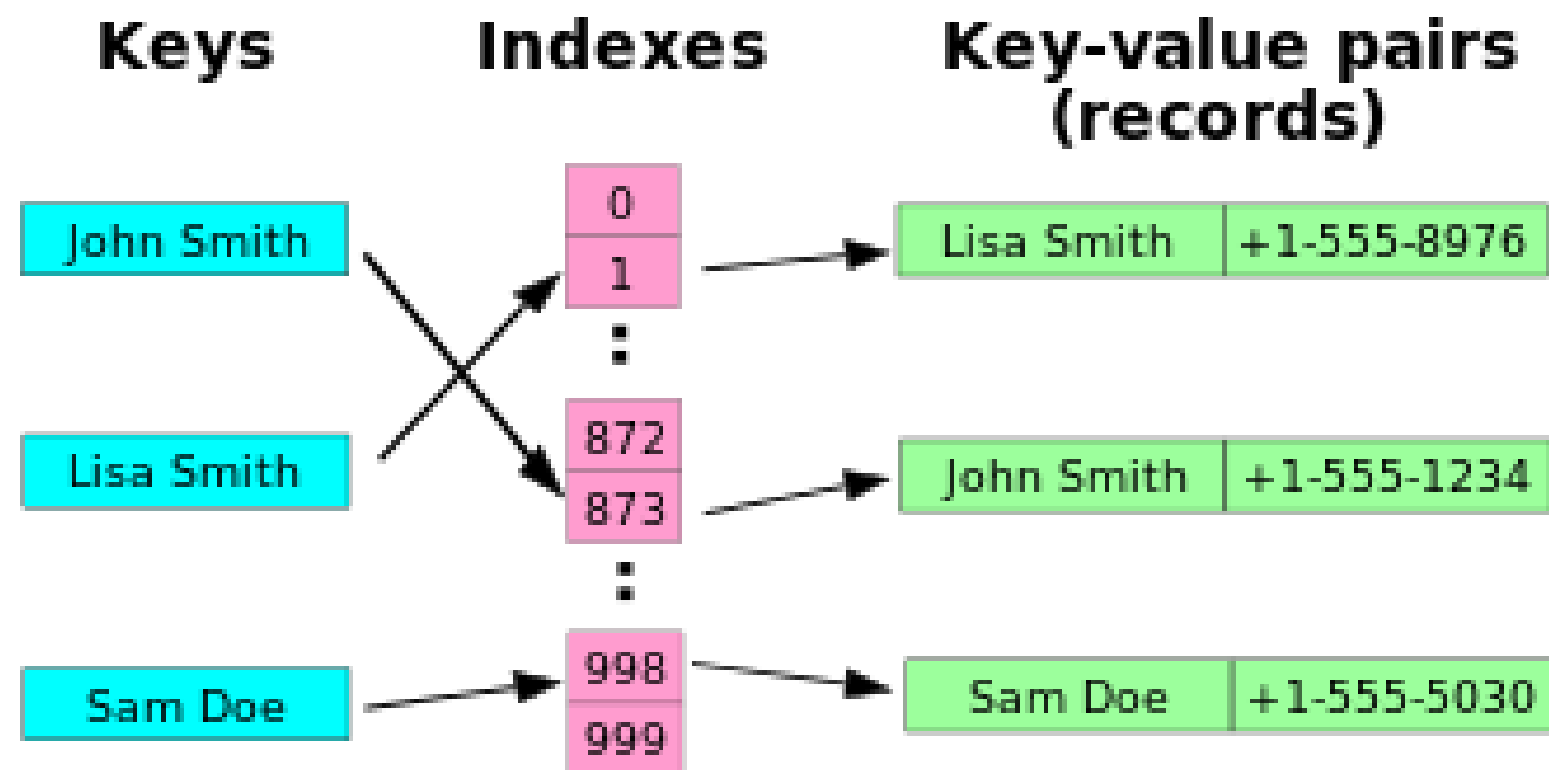 Keys Indexes Key-value pairs
(records)
0
John Smith Lisa Smith +1-555-8976
1
872
Lisa Smith John Smith +1-555-1234
873
998
Sam Doe Sam Doe +1-555-5030
999